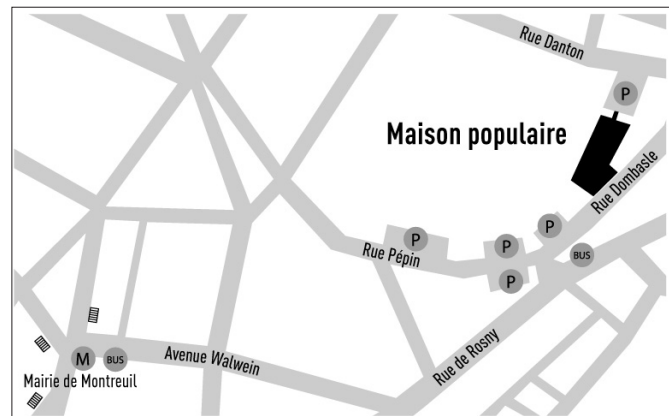 Rue Danton
P
Maison populaire
Rue Dombasle
P
P
P
BUS
Rue Pépin
P
Rue de Rosny
M
BUS
Avenue Walwein
Mairie de Montreuil